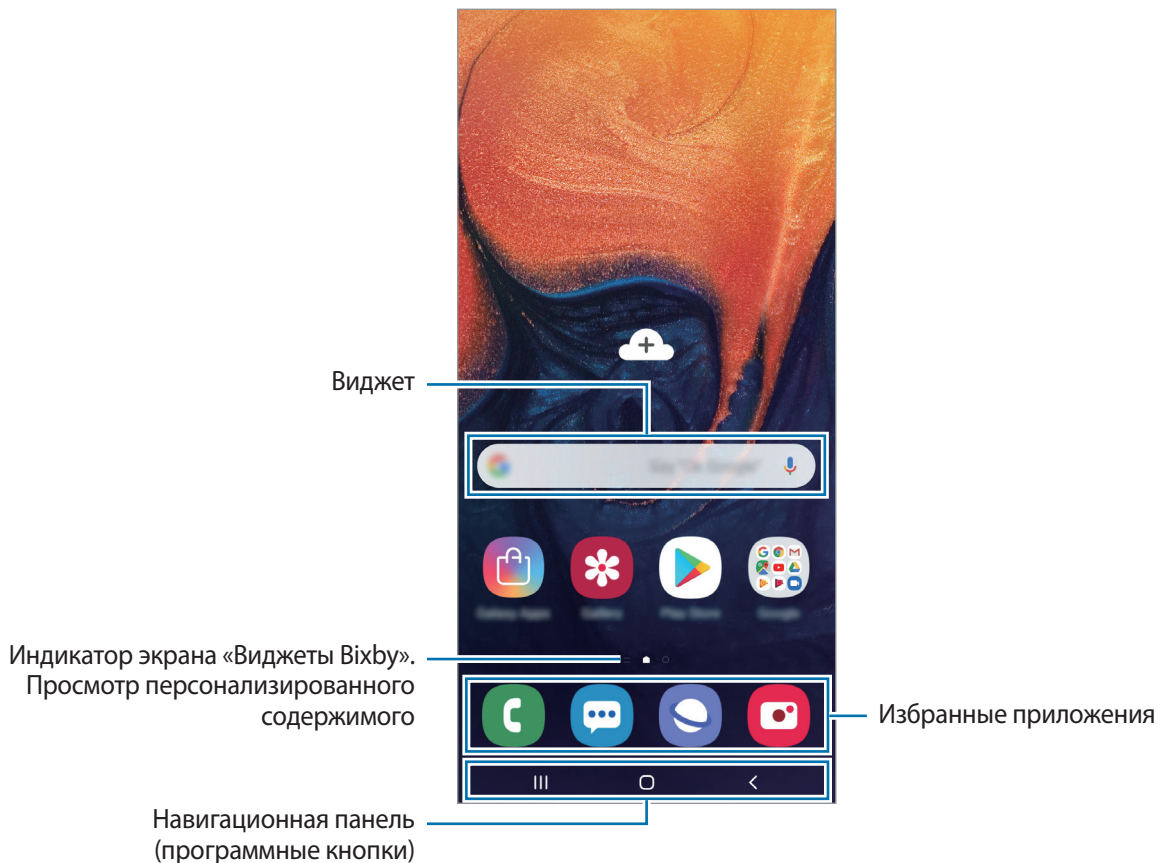 Виджет
Индикатор экрана «Виджеты Bixby».
Просмотр персонализированного
содержимого
Избранные приложения
Навигационная панель
(программные кнопки)